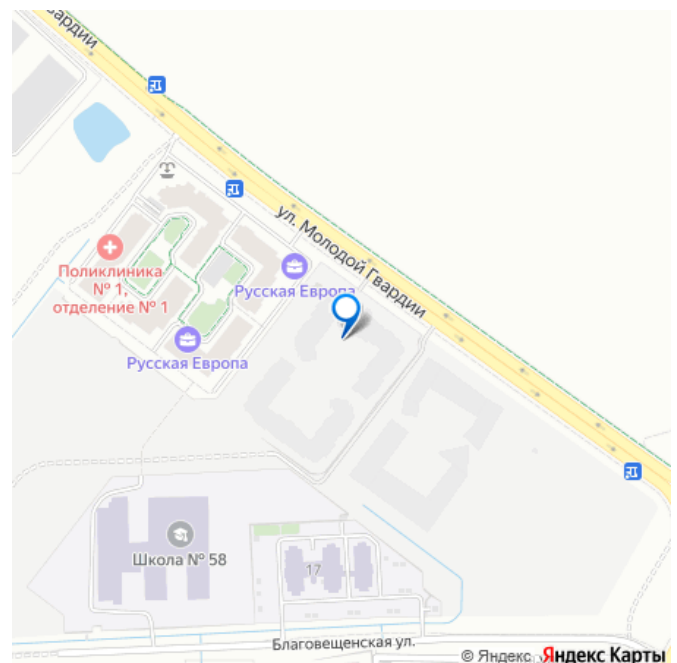 Гвардии
ул. Молодой Гвардии
Поликлиника
№ 1,
отделение № 1
Русская Европа
Русская Европа
Школа № 58
17
Благовещенская ул.
© Яндекс
Яндекс Карты